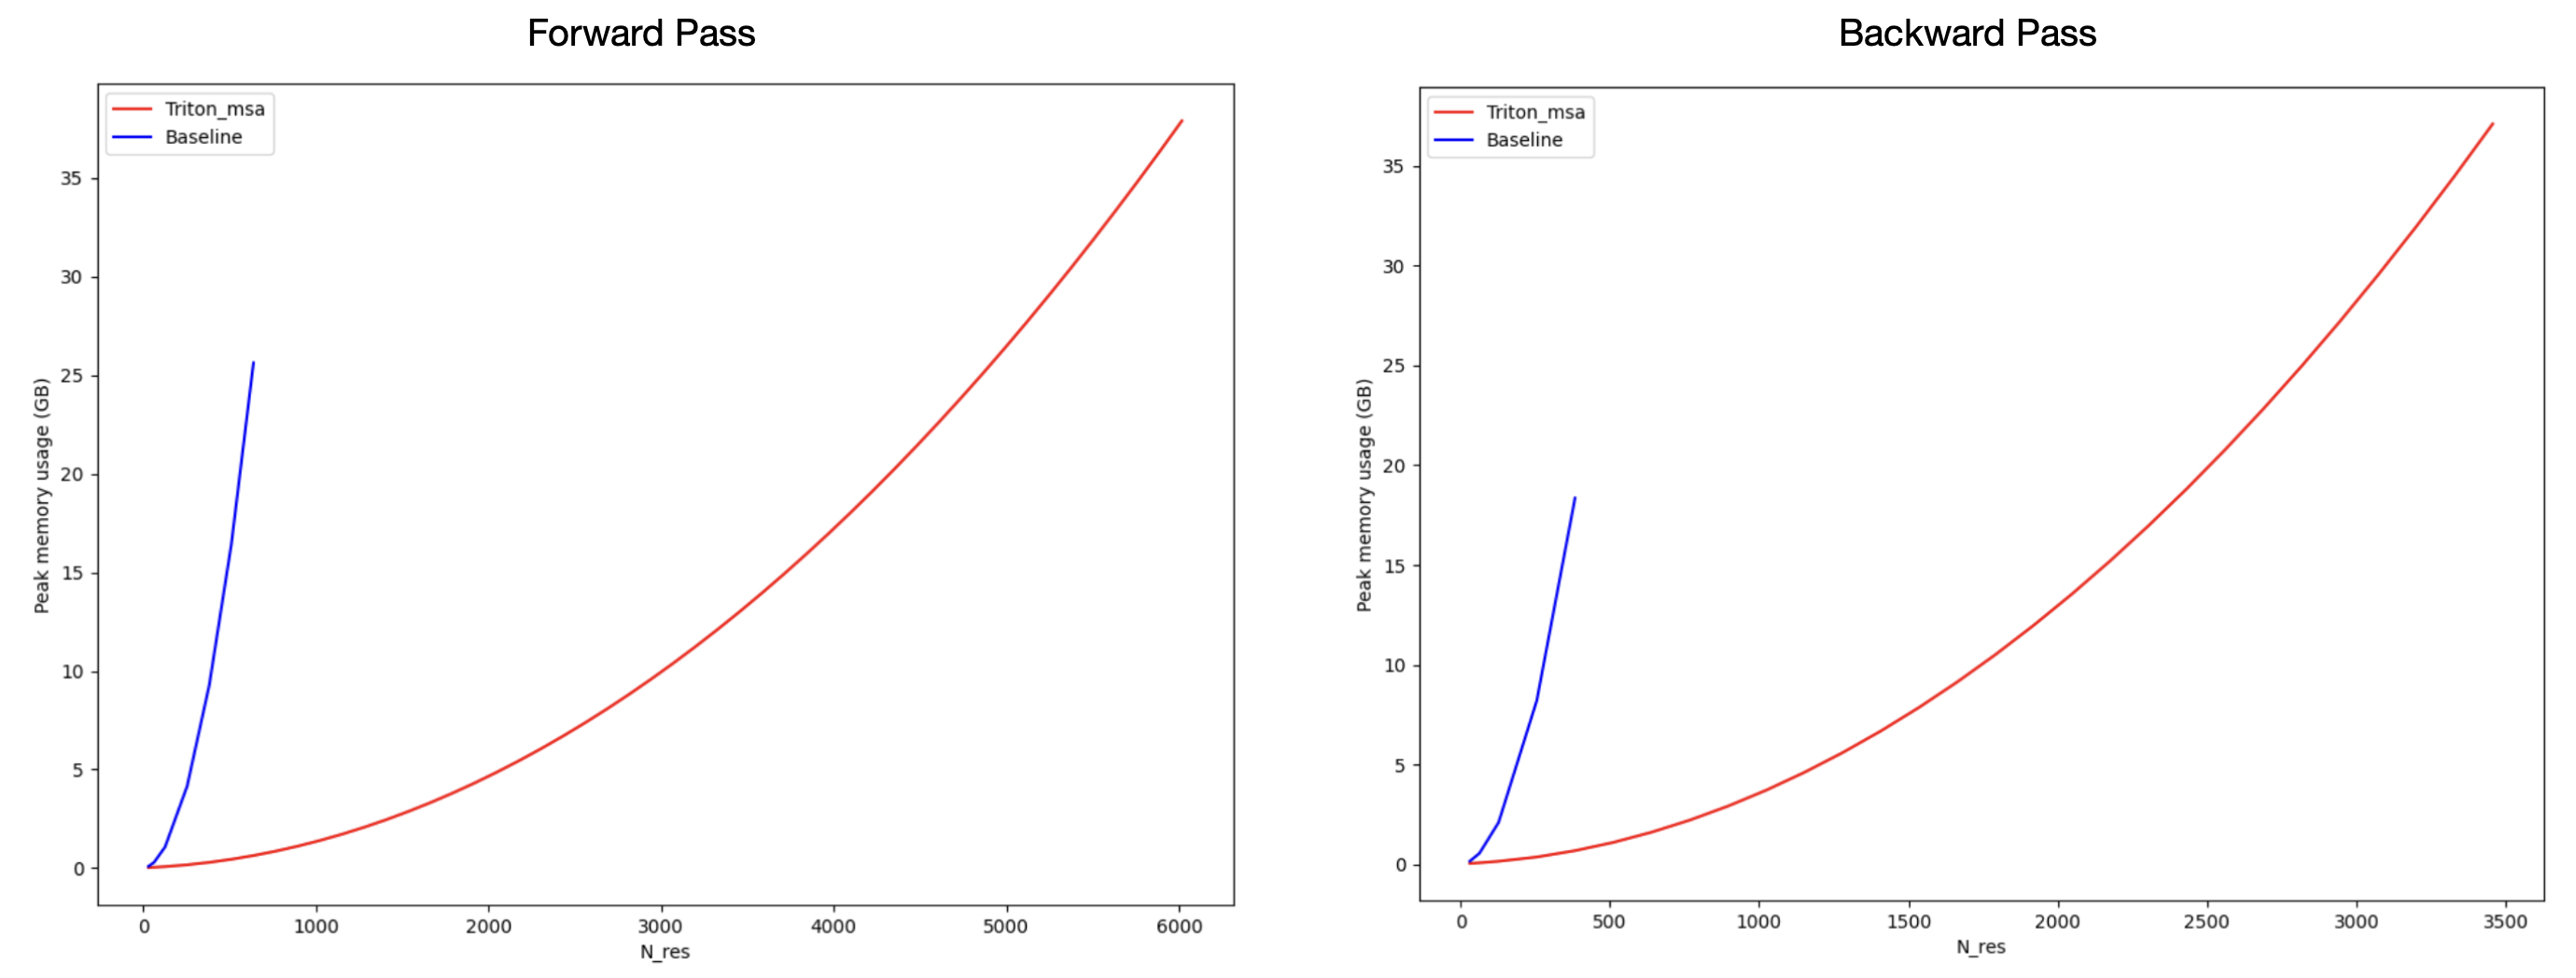 Forward Pass
Triton_msa
Baseline
35
30
25
20
15
10
5
0
Peak memory usage (GB)
0 1000 2000 3000 4000 5000 6000
N_res
Backward Pass
Triton_msa
Baseline
35
30
25
20
15
10
5
0
Peak memory usage (GB)
0 500 1000 1500 2000 2500 3000 3500
N_res